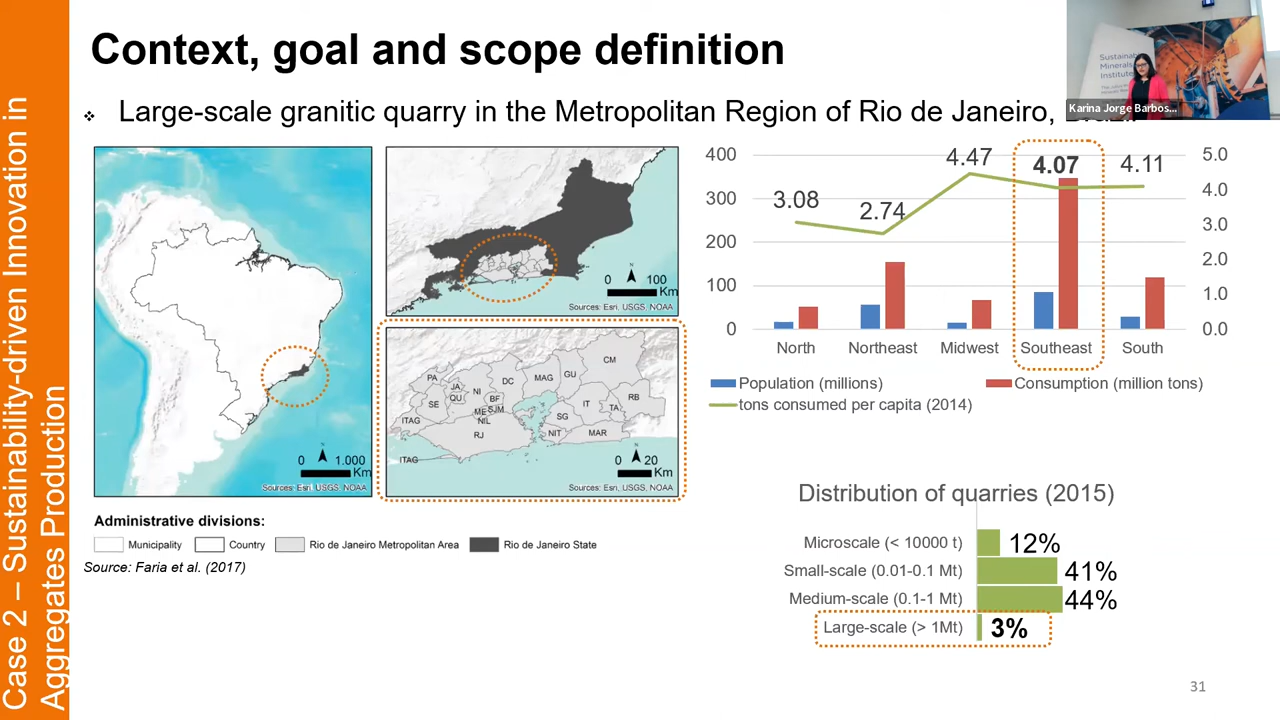 Case 2 – Sustainability-driven Innovation in
Aggregates Production
Context, goal and scope definition
Large-scale granitic quarry in the Metropolitan Region of Rio de Janeiro,
Sustainab
Minerals
Institute
Karina Jorge Barbos...
0 100
Km
N
Sources: Esri, USGS, NOAA
0 1.000
Km
N
Sources: Esri, USGS, NOAA
CM
PA
JA
QU
NI
DC
MAG
GU
SE
BF
SJM
ME
NIL
IT
TA
RB
ITAG
RJ
SG
NIT
MAR
ITAG
0 20
Km
N
Sources: Esri, USGS, NOAA
Administrative divisions:
Municipality Country Rio de Janeiro Metropolitan Area Rio de Janeiro State
Source: Faria et al. (2017)
400
300
200
100
0
5.0
4.0
3.0
2.0
1.0
0.0
3.08
2.74
4.47
4.07
4.11
North Northeast Midwest Southeast South
Population (millions) Consumption (million tons)
tons consumed per capita (2014)
Distribution of quarries (2015)
Microscale (< 10000 t) 12%
Small-scale (0.01-0.1 Mt) 41%
Medium-scale (0.1-1 Mt) 44%
Large-scale (> 1Mt) 3%
31